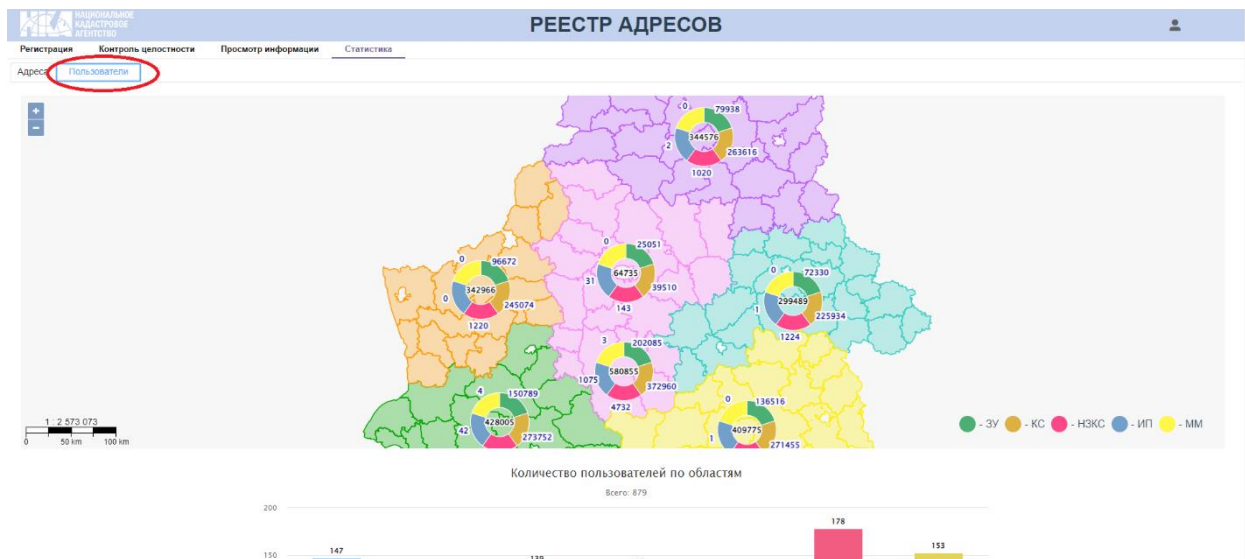 НАЦИОНАЛЬНОЕ
КАДАСТРОВОЕ
АГЕНТСТВО
РЕЕСТР АДРЕСОВ
Регистрация Контроль целостности Просмотр информации Статистика
Адреса Пользователи
+
-
0 79938
344576
2 263616
1020
0 96672
342966
0 245074
1220
0 25051
64735
31 39510
143
0 72330
299489
1 225934
1224
3 202085
580855
1075 372960
4732
4 150789
428005
42 273752
0 136516
409775
1 271455
- ЗУ - КС - НЗКС - ИП - ММ
1 : 2 573 073
0 50 km 100 km
Количество пользователей по областям
Всего: 879
200
178
150 147 139 153